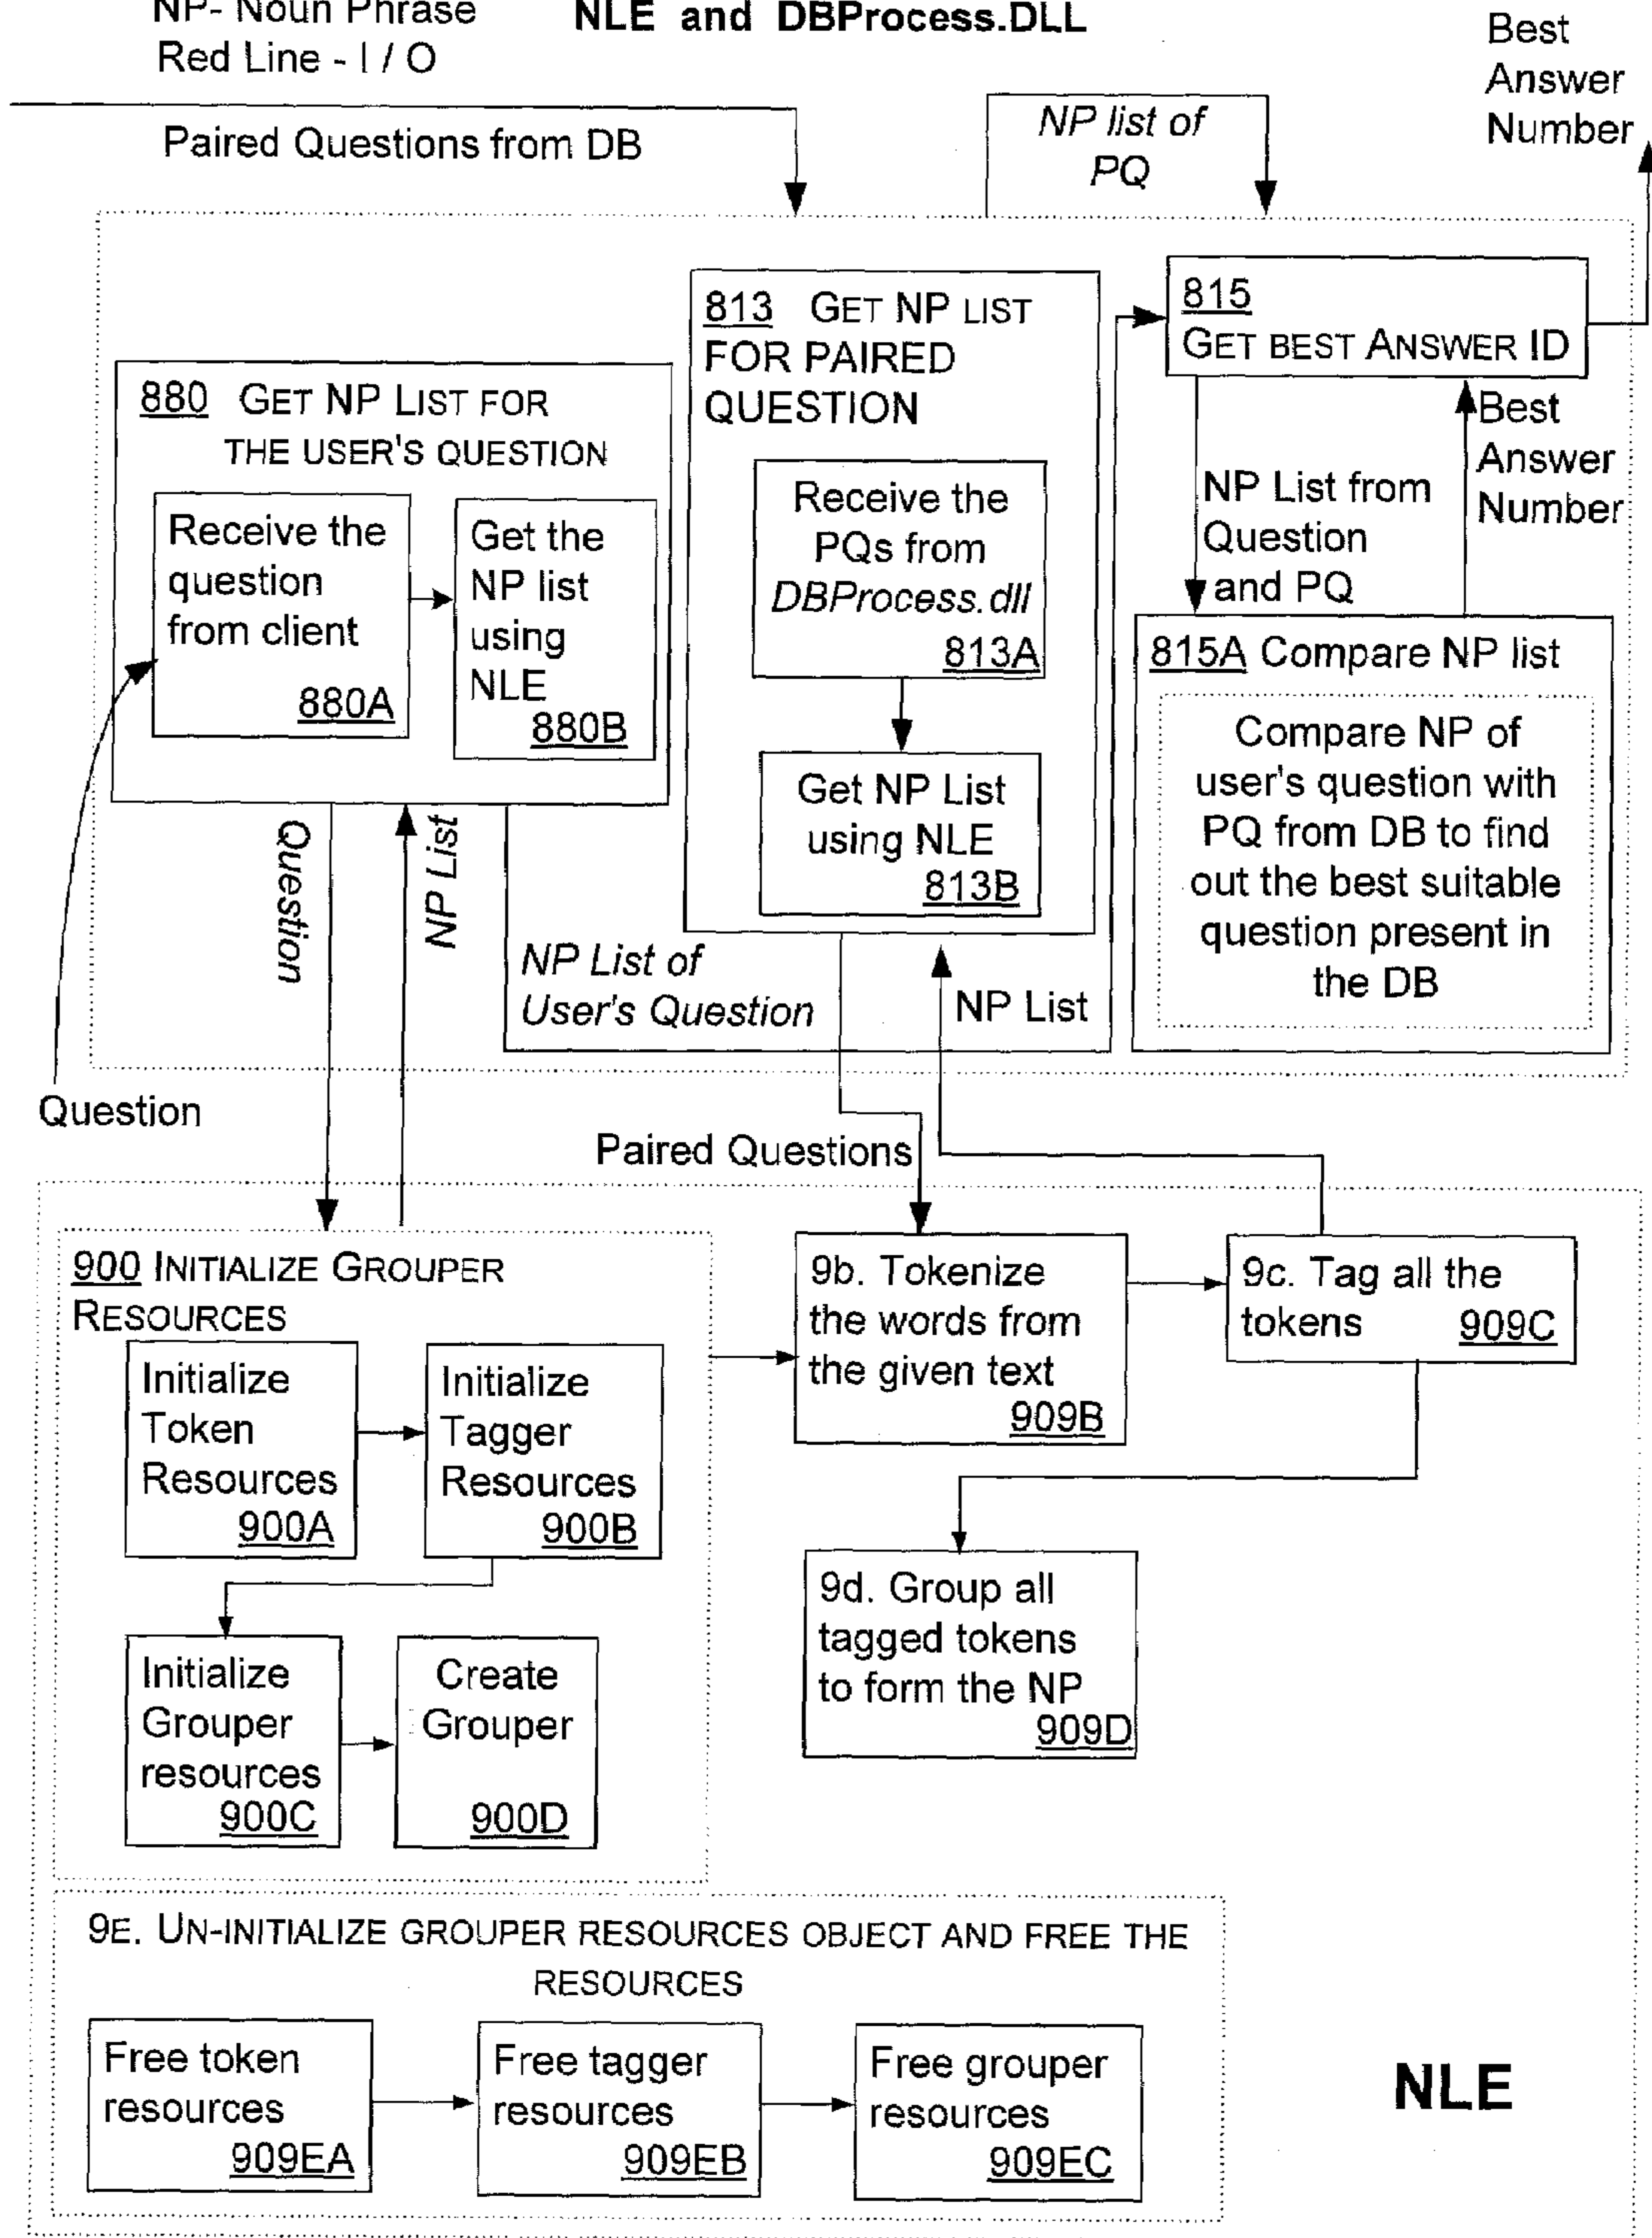 NP- Noun Phrase
Red Line - I / O
NLE and DBProcess.DLL
Best
Answer
Number
Paired Questions from DB
NP list of
PQ
880 GET NP LIST FOR
THE USER'S QUESTION
Receive the
question
from client
880A
Get the
NP list
using
NLE
880B
813 GET NP LIST
FOR PAIRED
QUESTION
Receive the
PQs from
DBProcess.dll
813A
Get NP List
using NLE
813B
815
GET BEST ANSWER ID
NP List from
Question
and PQ
Best
Answer
Number
815A Compare NP list
Compare NP of
user's question with
PQ from DB to find
out the best suitable
question present in
the DB
Question
NP List
NP List of
User's Question
NP List
Question
Paired Questions
900 INITIALIZE GROUPER
RESOURCES
Initialize
Token
Resources
900A
Initialize
Tagger
Resources
900B
Initialize
Grouper
resources
900C
Create
Grouper
900D
9b. Tokenize
the words from
the given text
909B
9c. Tag all the
tokens 909C
9d. Group all
tagged tokens
to form the NP
909D
9E. UN-INITIALIZE GROUPER RESOURCES OBJECT AND FREE THE
RESOURCES
Free token
resources
909EA
Free tagger
resources
909EB
Free grouper
resources
909EC
NLE